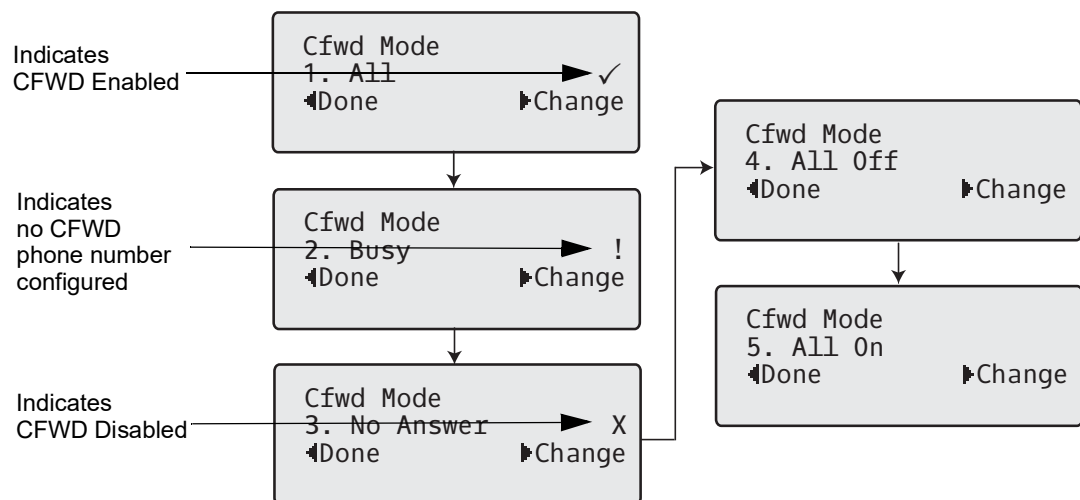 Indicates
CFWD Enabled
Cfwd Mode
1. All ✓
◀Done ▶Change
Indicates
no CFWD
phone number
configured
Cfwd Mode
2. Busy !
◀Done ▶Change
Indicates
CFWD Disabled
Cfwd Mode
3. No Answer X
◀Done ▶Change
Cfwd Mode
4. All Off
◀Done ▶Change
Cfwd Mode
5. All On
◀Done ▶Change